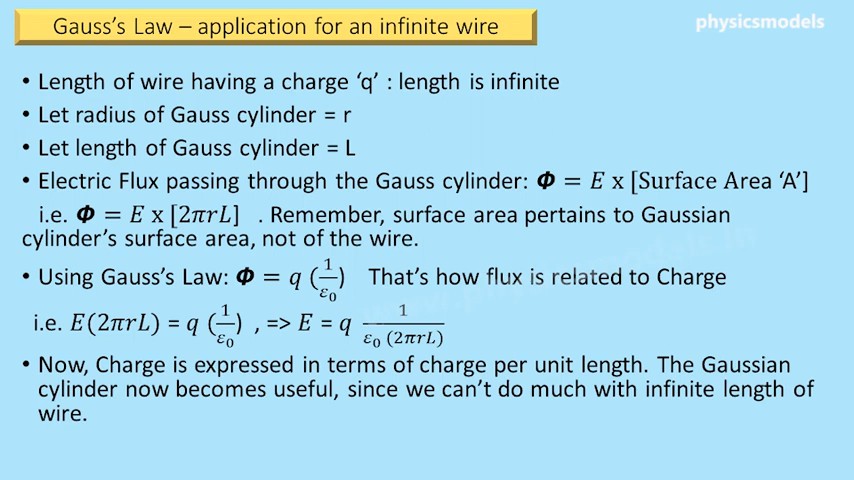 Gauss's Law – application for an infinite wire
physicsmodels
• Length of wire having a charge 'q' : length is infinite
• Let radius of Gauss cylinder = r
• Let length of Gauss cylinder = L
• Electric Flux passing through the Gauss cylinder: Φ = E x [Surface Area 'A']
i.e. Φ = E x [2πrL] . Remember, surface area pertains to Gaussian
cylinder's surface area, not of the wire.
• Using Gauss's Law: Φ = q (1/ε₀) That's how flux is related to Charge
i.e. E(2πrL) = q (1/ε₀) , => E = q 1/(ε₀ (2πrL))
• Now, Charge is expressed in terms of charge per unit length. The Gaussian
cylinder now becomes useful, since we can't do much with infinite length of
wire.